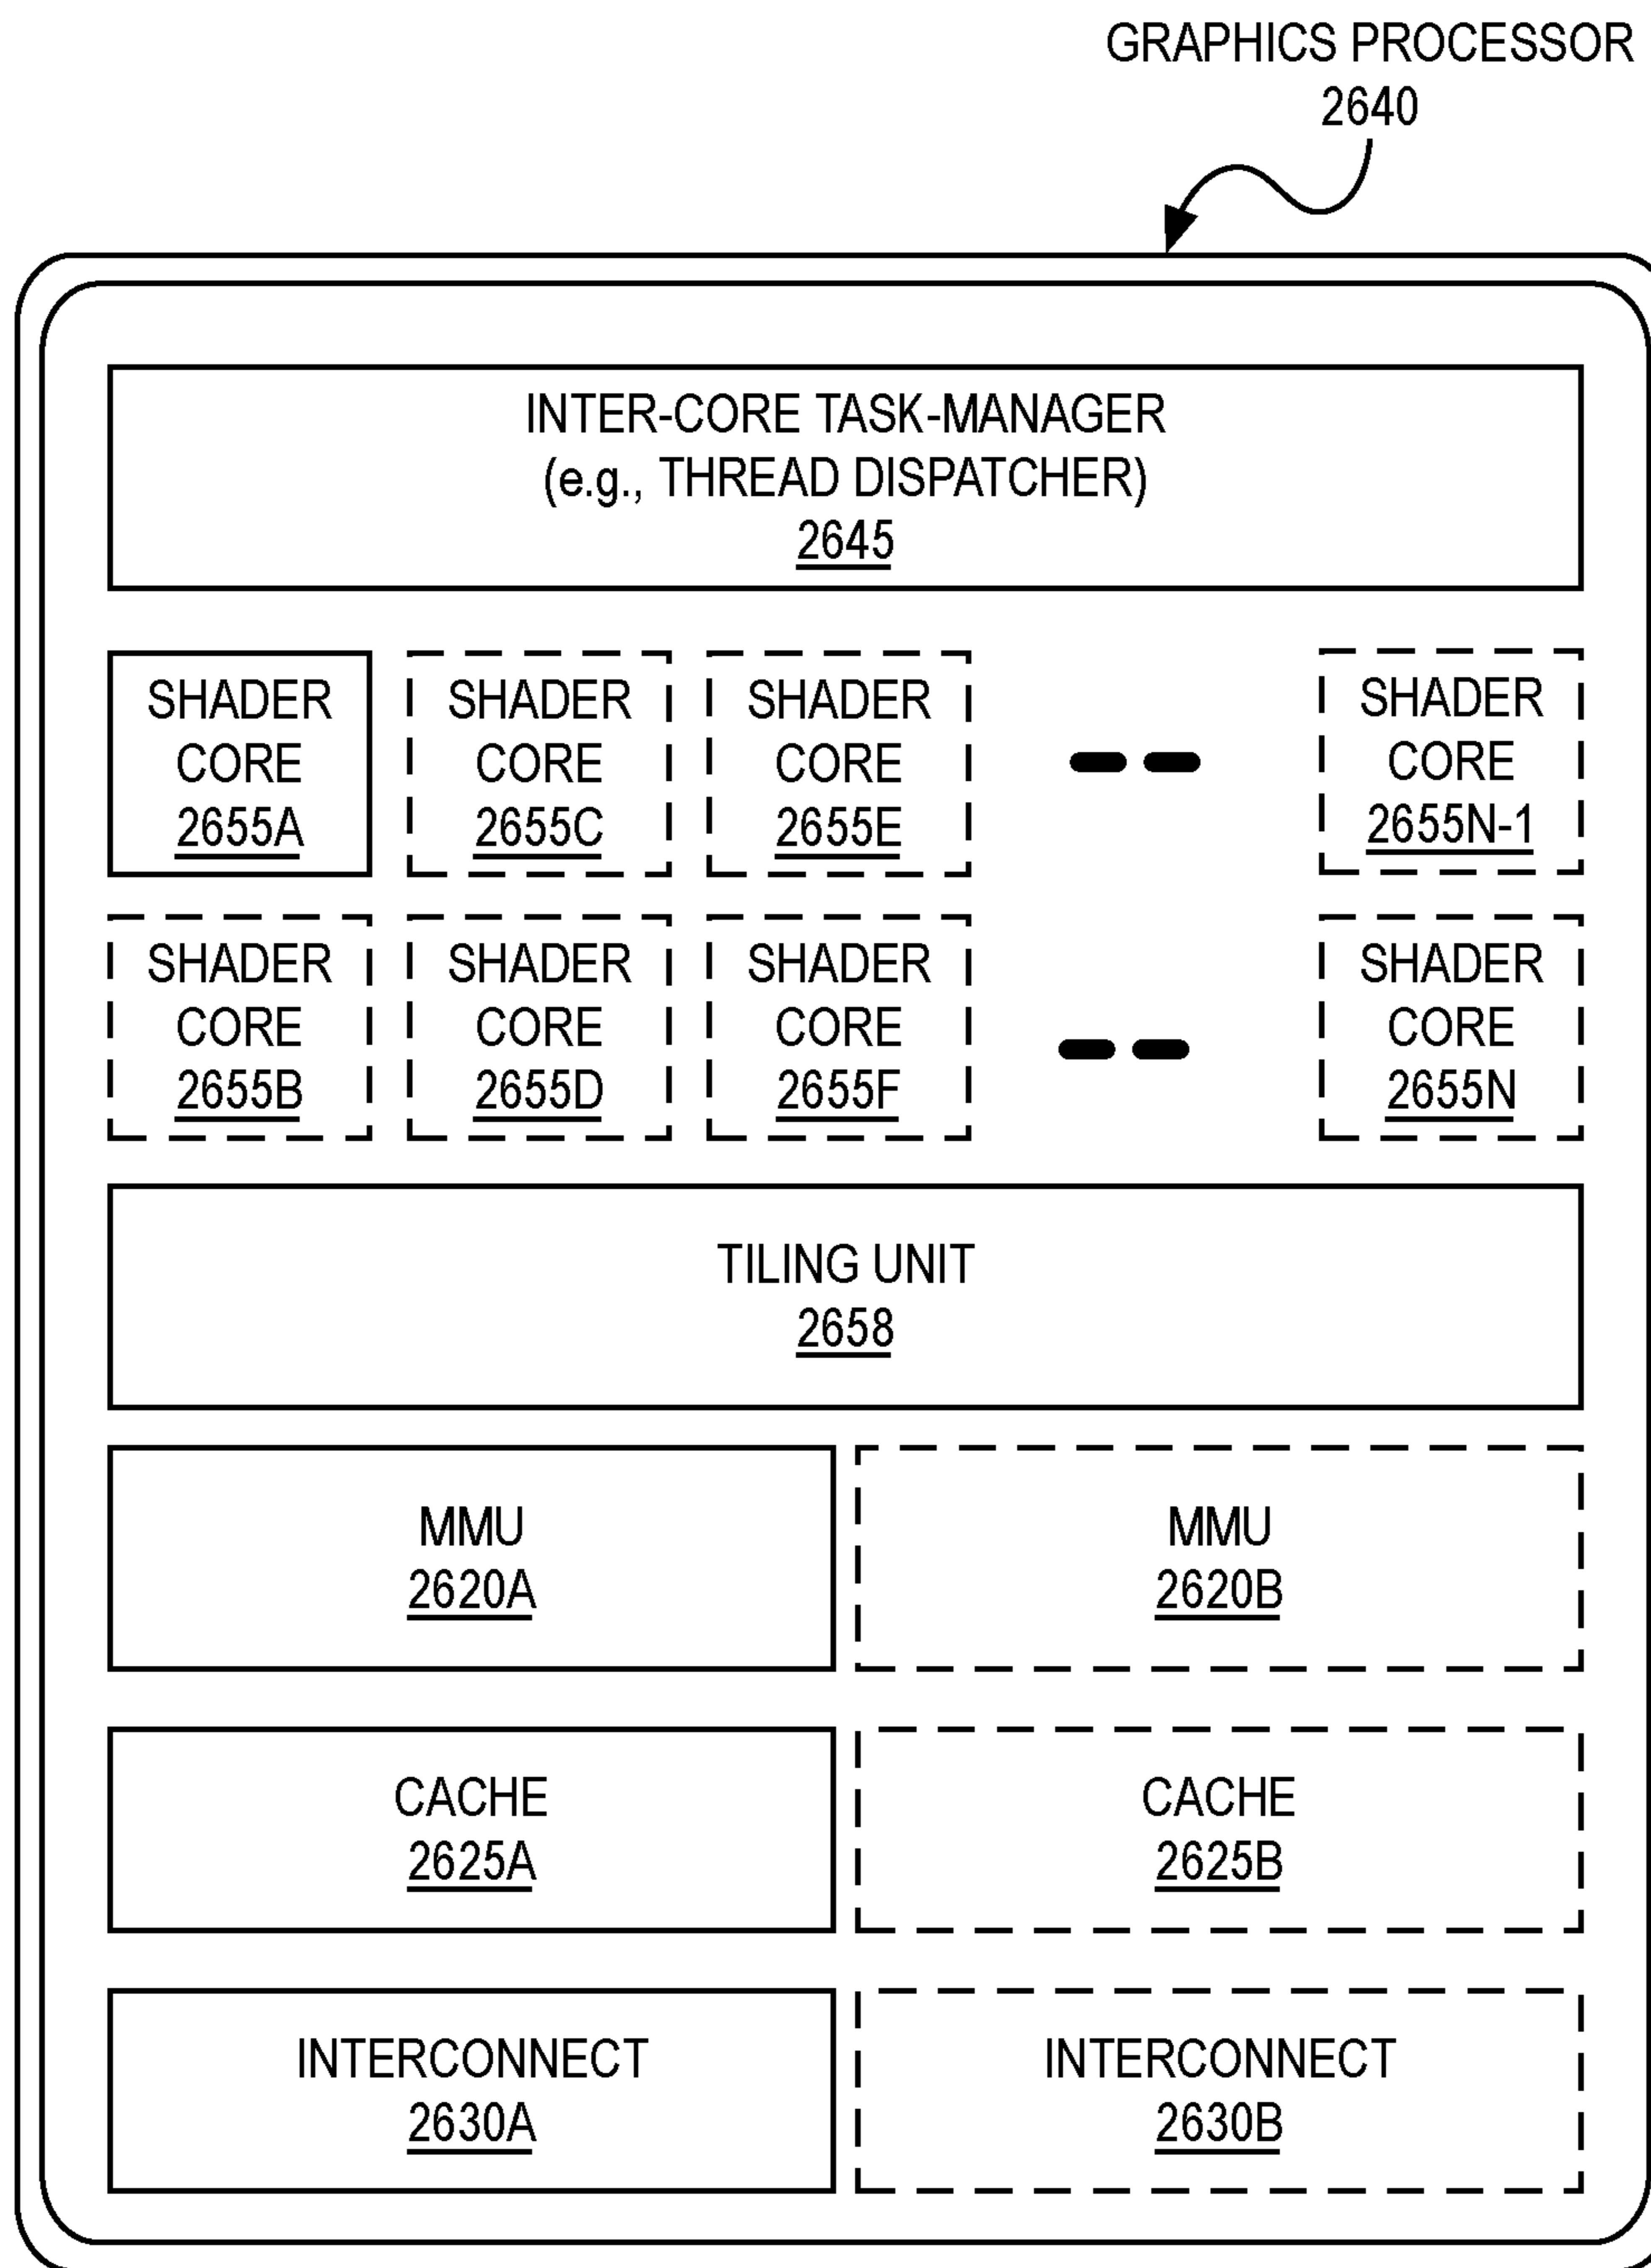 GRAPHICS PROCESSOR
2640
INTER-CORE TASK-MANAGER
(e.g., THREAD DISPATCHER)
2645
SHADER
CORE
2655A
SHADER
CORE
2655C
SHADER
CORE
2655E
SHADER
CORE
2655N-1
SHADER
CORE
2655B
SHADER
CORE
2655D
SHADER
CORE
2655F
SHADER
CORE
2655N
TILING UNIT
2658
MMU
2620A
MMU
2620B
CACHE
2625A
CACHE
2625B
INTERCONNECT
2630A
INTERCONNECT
2630B